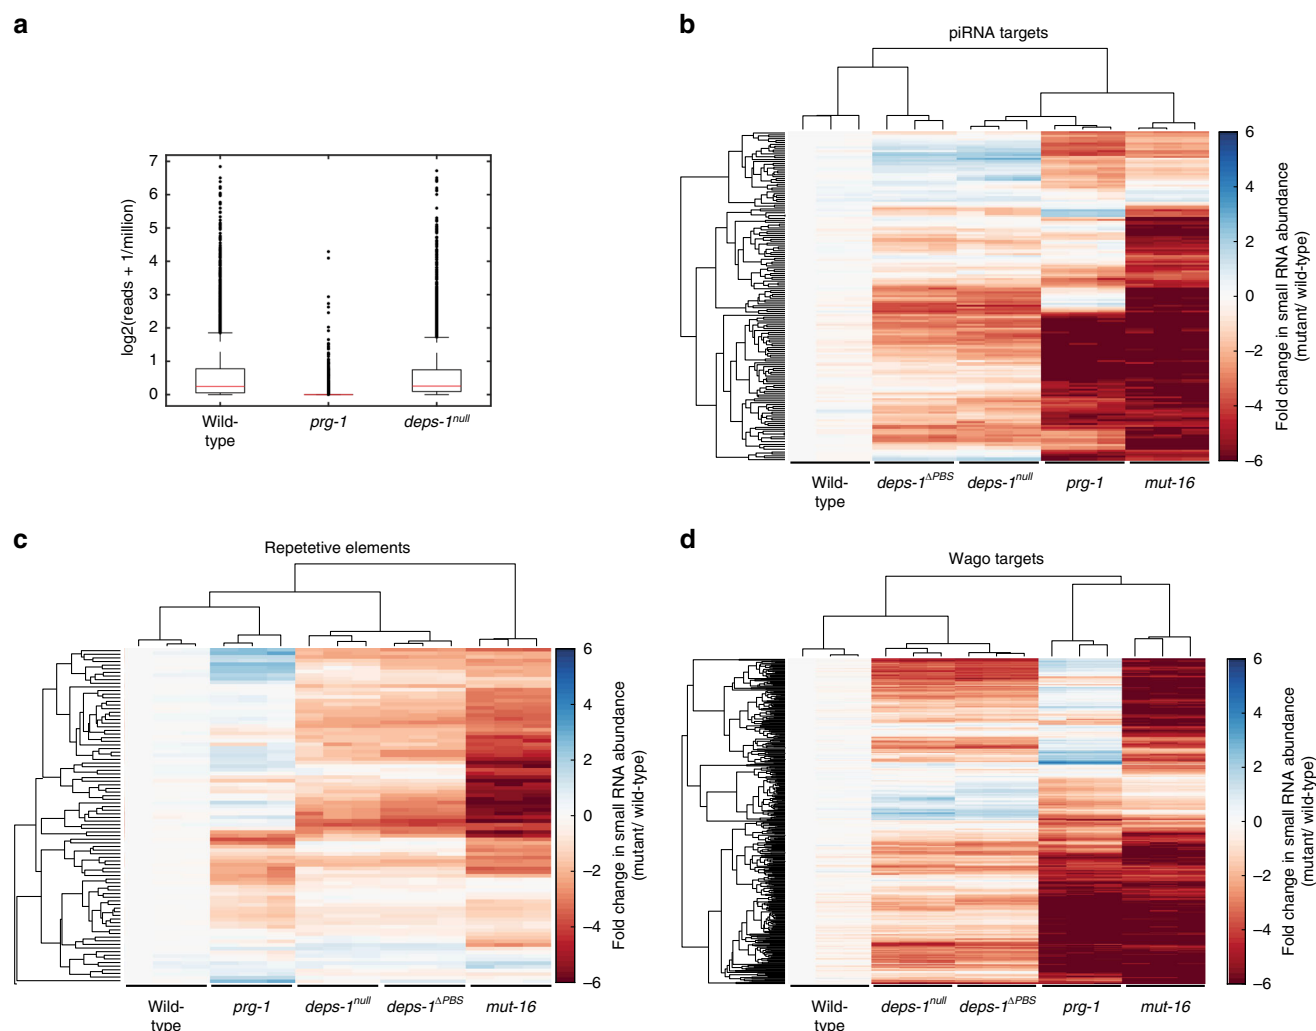 a
7
6
5
4
3
2
1
0
log2(reads + 1/million)
Wild-
type
prg-1
deps-1null
b
piRNA targets
6
4
2
0
−2
−4
−6
Fold change in small RNA abundance
(mutant/ wild-type)
Wild-
type
deps-1ΔPBS
deps-1null
prg-1
mut-16
c
Repetetive elements
6
4
2
0
−2
−4
−6
Fold change in small RNA abundance
(mutant/ wild-type)
Wild-
type
prg-1
deps-1null
deps-1ΔPBS
mut-16
d
Wago targets
6
4
2
0
−2
−4
−6
Fold change in small RNA abundance
(mutant/ wild-type)
Wild-
type
deps-1null
deps-1ΔPBS
prg-1
mut-16